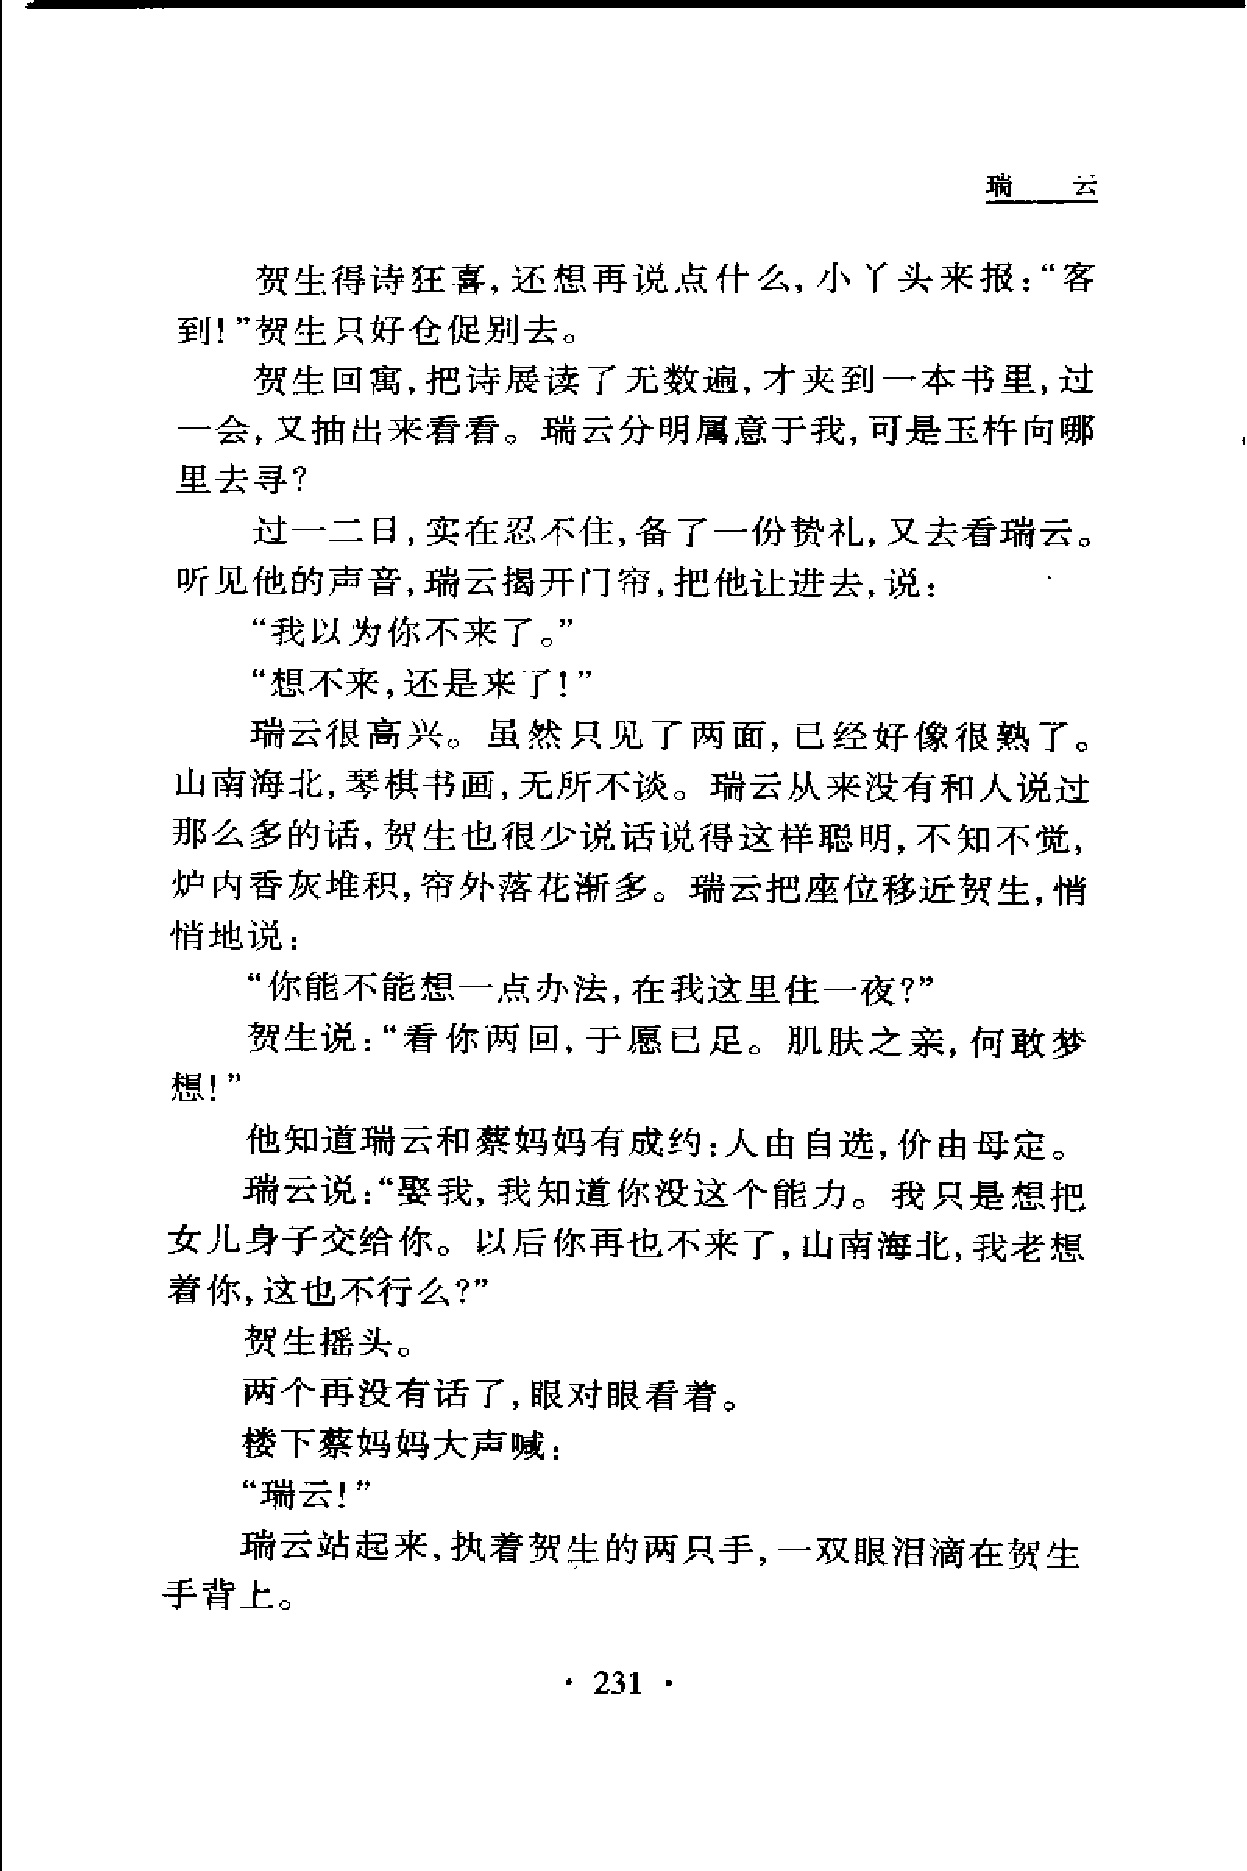 瑞 云
贺生得诗狂喜,还想再说点什么,小丫头来报:“客
到!”贺生只好仓促别去。
贺生回寓,把诗展读了无数遍,才夹到一本书里,过
一会,又抽出来看看。瑞云分明属意于我,可是玉杵向哪
里去寻?
过一二日,实在忍不住,备了一份贽礼,又去看瑞云。
听见他的声音,瑞云揭开门帘,把他让进去,说:
“我以为你不来了。”
“想不来,还是来了!”
瑞云很高兴。虽然只见了两面,已经好像很熟了。
山南海北,琴棋书画,无所不谈。瑞云从来没有和人说过
那么多的话,贺生也很少说话说得这样聪明,不知不觉,
炉内香灰堆积,帘外落花渐多。瑞云把座位移近贺生,悄
悄地说:
“你能不能想一点办法,在我这里住一夜?”
贺生说:“看你两回,于愿已足。肌肤之亲,何敢梦
想!”
他知道瑞云和蔡妈妈有成约:人由自选,价由母定。
瑞云说:“娶我,我知道你没这个能力。我只是想把
女儿身子交给你。以后你再也不来了,山南海北,我老想
着你,这也不行么?”
贺生摇头。
两个再没有话了,眼对眼看着。
楼下蔡妈妈大声喊:
“瑞云!”
瑞云站起来,执着贺生的两只手,一双眼泪滴在贺生
手背上。
· 231 ·